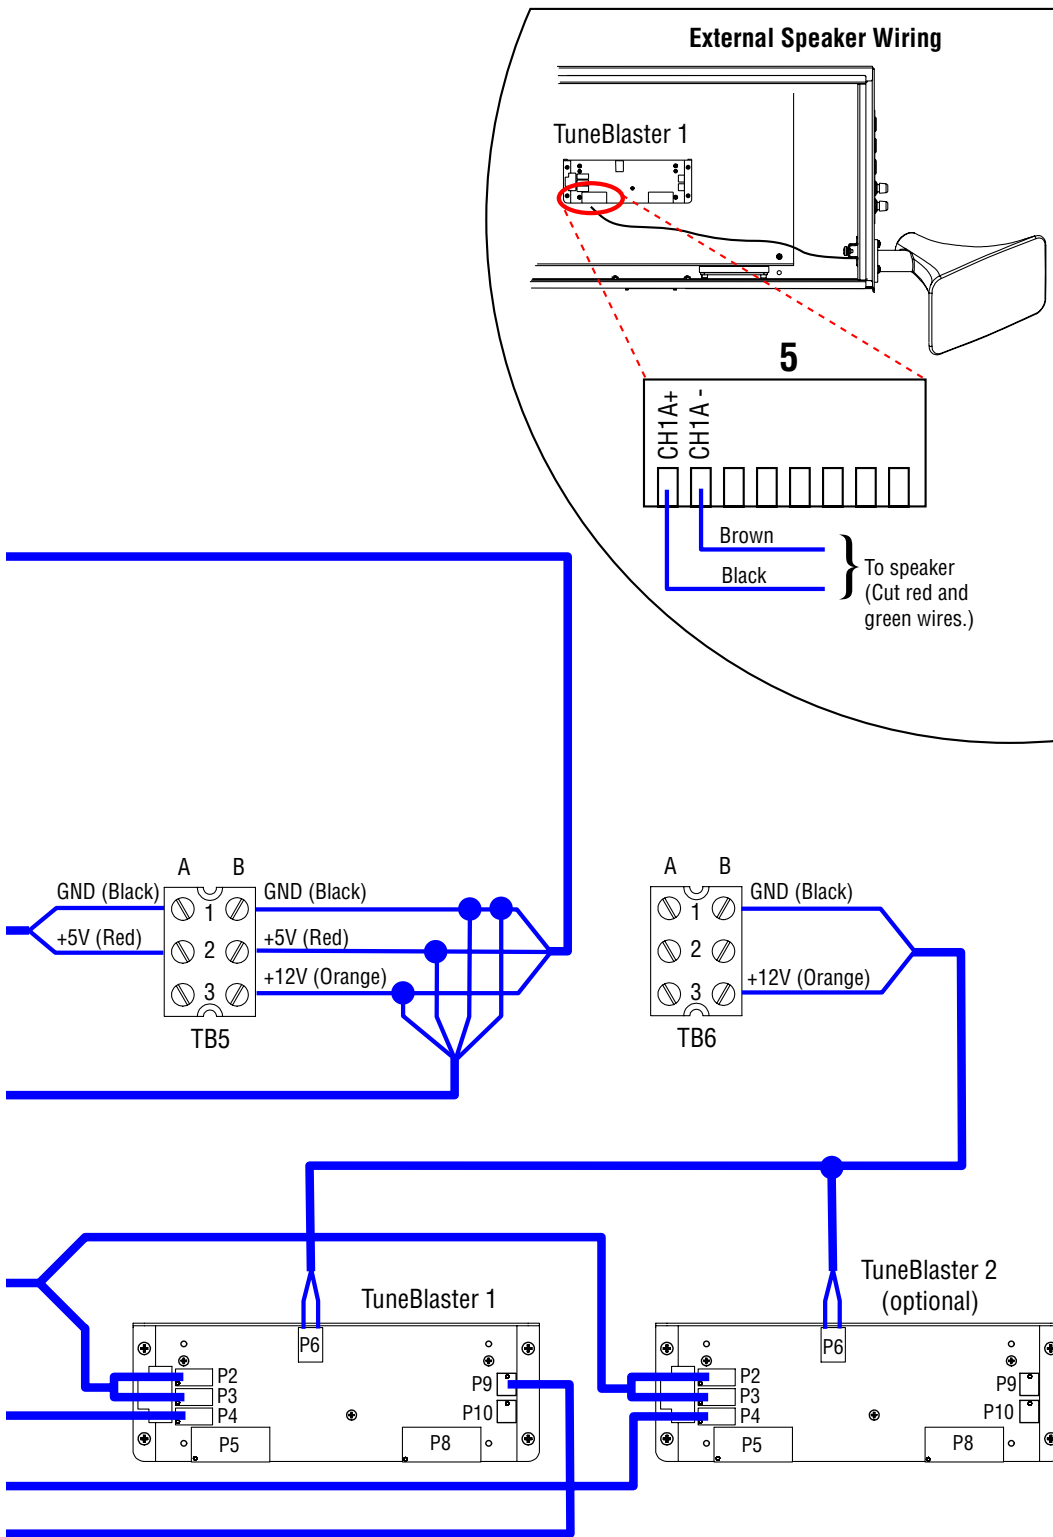 External Speaker Wiring
TuneBlaster 1
5
CH1A+
CH1A -
Brown
Black
To speaker
(Cut red and
green wires.)
A B
GND (Black) 1 GND (Black)
+5V (Red) 2 +5V (Red)
3 +12V (Orange)
TB5
A B
1 GND (Black)
2
3 +12V (Orange)
TB6
TuneBlaster 1
P6
P2
P3
P4
P5
P8
P9
P10
TuneBlaster 2
(optional)
P6
P2
P3
P4
P5
P8
P9
P10